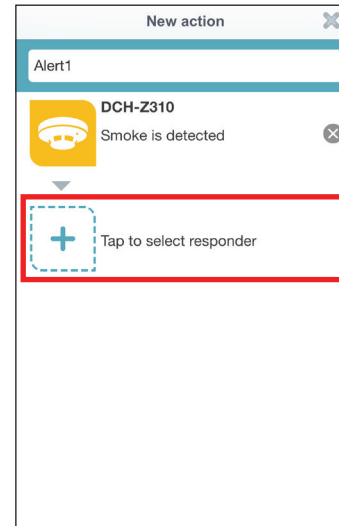 New action
Alert1
DCH-Z310
Smoke is detected
Tap to select responder